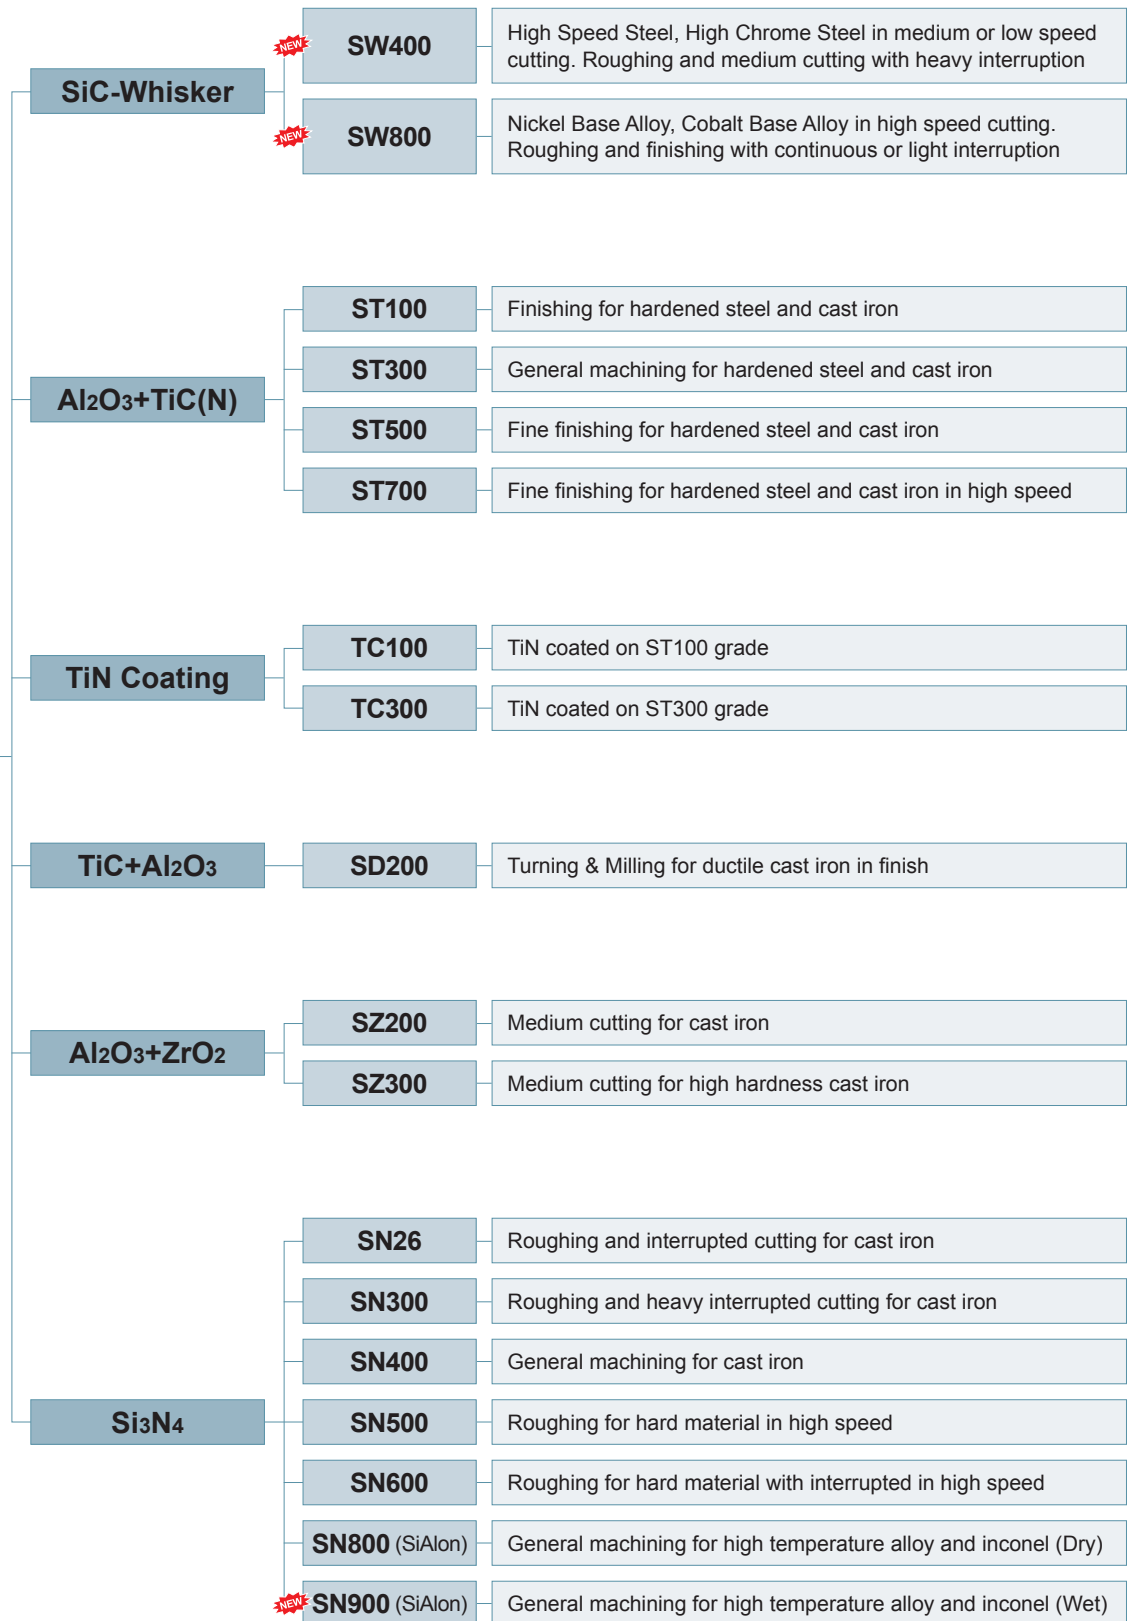 SiC-Whisker
NEW
SW400
High Speed Steel, High Chrome Steel in medium or low speed
cutting. Roughing and medium cutting with heavy interruption
NEW
SW800
Nickel Base Alloy, Cobalt Base Alloy in high speed cutting.
Roughing and finishing with continuous or light interruption
Al2O3+TiC(N)
ST100
Finishing for hardened steel and cast iron
ST300
General machining for hardened steel and cast iron
ST500
Fine finishing for hardened steel and cast iron
ST700
Fine finishing for hardened steel and cast iron in high speed
TiN Coating
TC100
TiN coated on ST100 grade
TC300
TiN coated on ST300 grade
TiC+Al2O3
SD200
Turning & Milling for ductile cast iron in finish
Al2O3+ZrO2
SZ200
Medium cutting for cast iron
SZ300
Medium cutting for high hardness cast iron
Si3N4
SN26
Roughing and interrupted cutting for cast iron
SN300
Roughing and heavy interrupted cutting for cast iron
SN400
General machining for cast iron
SN500
Roughing for hard material in high speed
SN600
Roughing for hard material with interrupted in high speed
SN800 (SiAlon)
General machining for high temperature alloy and inconel (Dry)
NEW
SN900 (SiAlon)
General machining for high temperature alloy and inconel (Wet)